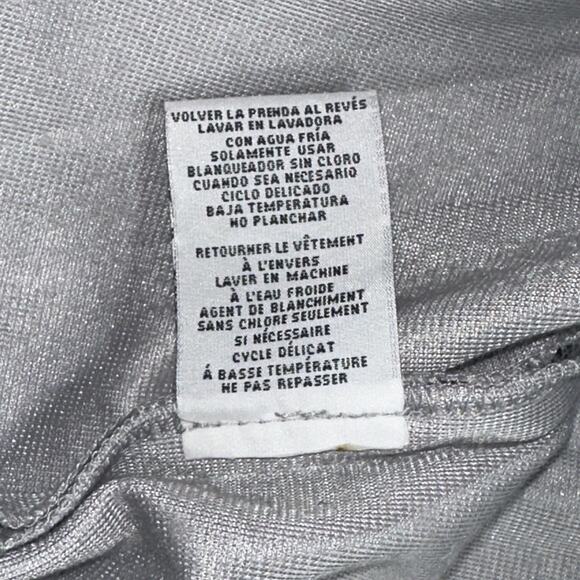 VOLVER LA PRENDA AL REVÉS
LAVAR EN LAVADORA
CON AGUA FRÍA
SOLAMENTE USAR
BLANQUEADOR SIN CLORO
CUANDO SEA NECESARIO
CICLO DELICADO
BAJA TEMPERATURA
NO PLANCHAR
RETOURNER LE VÊTEMENT
À L'ENVERS
LAVER EN MACHINE
À L'EAU FROIDE
AGENT DE BLANCHIMENT
SANS CHLORE SEULEMENT
SI NÉCESSAIRE
CYCLE DÉLICAT
Á BASSE TEMPÉRATURE
NE PAS REPASSER